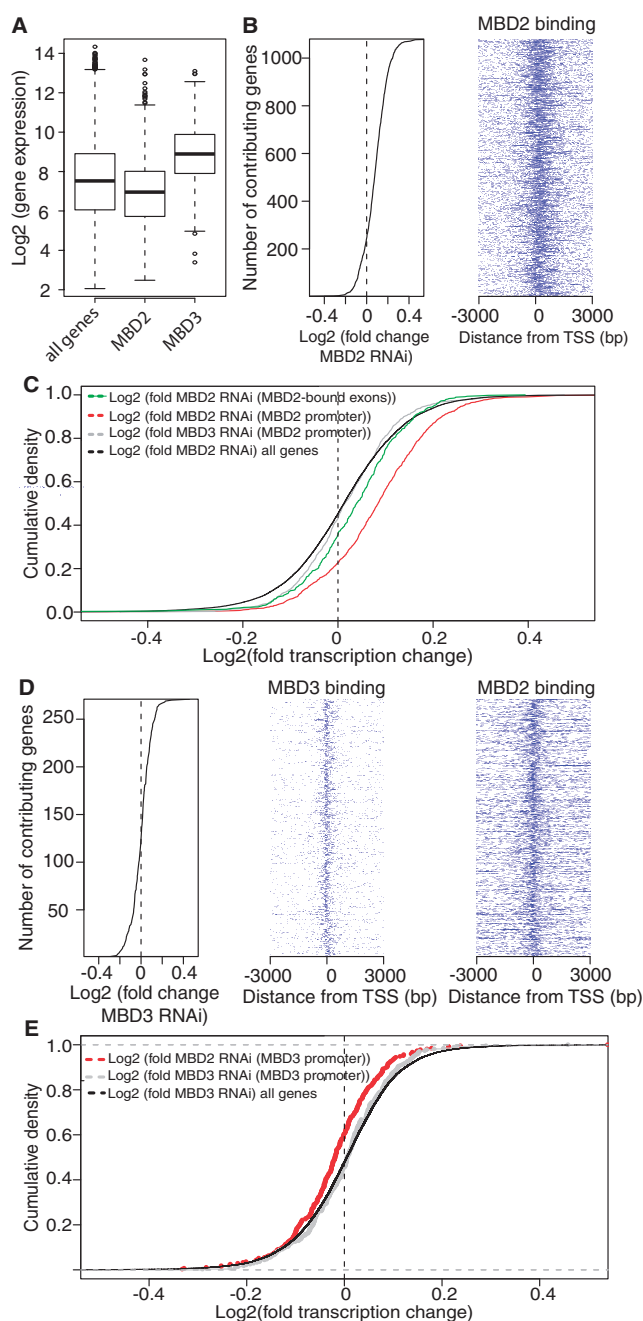 A
Log2 (gene expression)
14
12
10
8
6
4
2
all genes
MBD2
MBD3
B
Number of contributing genes
1000
800
600
400
200
-0.4
0
0.4
Log2 (fold change
MBD2 RNAi)
MBD2 binding
-3000
0
3000
Distance from TSS (bp)
C
Cumulative density
1.0
0.8
0.6
0.4
0.2
0.0
Log2 (fold MBD2 RNAi (MBD2-bound exons))
Log2 (fold MBD2 RNAi (MBD2 promoter))
Log2 (fold MBD3 RNAi (MBD2 promoter))
Log2 (fold MBD2 RNAi) all genes
-0.4
-0.2
0
0.2
0.4
Log2(fold transcription change)
D
Number of contributing genes
250
200
150
100
50
-0.4
0
0.4
Log2 (fold change
MBD3 RNAi)
MBD3 binding
-3000
0
3000
Distance from TSS (bp)
MBD2 binding
-3000
0
3000
Distance from TSS (bp)
E
Cumulative density
1.0
0.8
0.6
0.4
0.2
Log2 (fold MBD2 RNAi (MBD3 promoter))
Log2 (fold MBD3 RNAi (MBD3 promoter))
Log2 (fold MBD3 RNAi) all genes
-0.4
-0.2
0
0.2
0.4
Log2(fold transcription change)